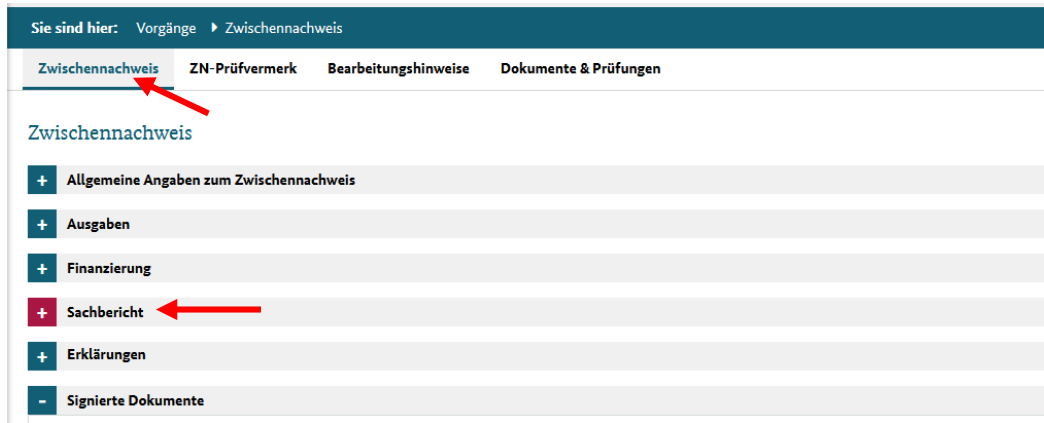 Sie sind hier: Vorgänge Zwischennachweis
Zwischennachweis ZN-Prüfvermerk Bearbeitungshinweise Dokumente & Prüfungen
Zwischennachweis
+ Allgemeine Angaben zum Zwischennachweis
+ Ausgaben
+ Finanzierung
+ Sachbericht
+ Erklärungen
- Signierte Dokumente